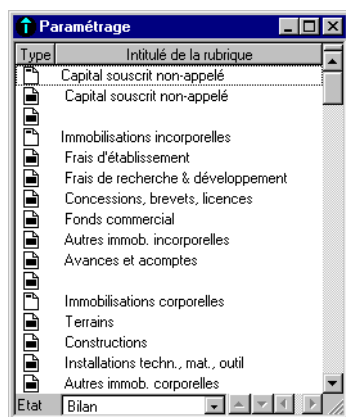 Paramétrage
Type Intitulé de la rubrique
Capital souscrit non-appelé
Capital souscrit non-appelé
Immobilisations incorporelles
Frais d'établissement
Frais de recherche & développement
Concessions, brevets, licences
Fonds commercial
Autres immob. incorporelles
Avances et acomptes
Immobilisations corporelles
Terrains
Constructions
Installations techn., mat., outil
Autres immob. corporelles
Etat Bilan